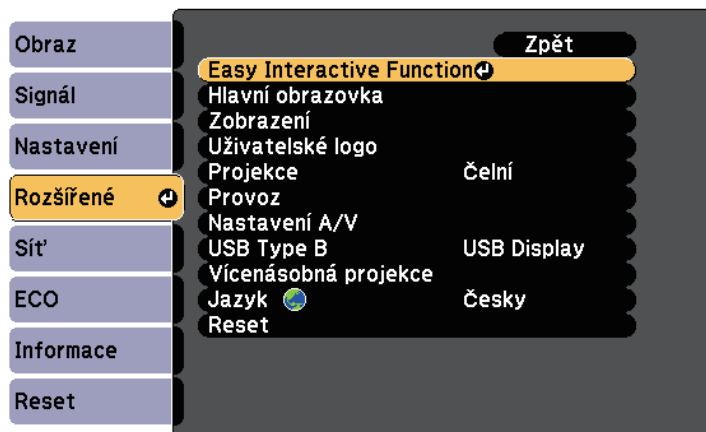 Obraz
Signál
Nastavení
Rozšířené
Síť
ECO
Informace
Reset
Zpět
Easy Interactive Function
Hlavní obrazovka
Zobrazení
Uživatelské logo
Projekce Čelní
Provoz
Nastavení A/V
USB Type B USB Display
Vícenásobná projekce
Jazyk Česky
Reset